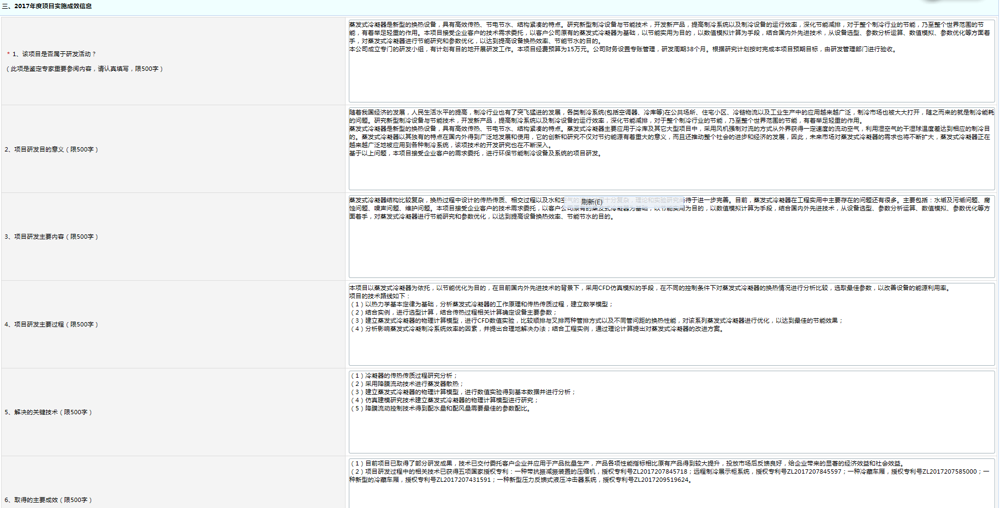 三、2017年度项目实施成效信息
* 1、该项目是否属于研发活动？
（此项是鉴定专家重要参阅内容，请认真填写，限500字）
蒸发式冷凝器是新型的换热设备，具有高效传热、节电节水、结构紧凑的特点。研究新型制冷设备与节能技术，开发新产品，提高制冷系统以及制冷设备的运行效率，深化节能减排，对于整个制冷行业的节能，乃至整个世界范围的节
能，有着举足轻重的作用。本项目接受企业客户的技术需求委托，以客户公司原有的蒸发式冷凝器为基础，以节能实用为目的，以数值模拟计算为手段，结合国内外先进技术，从设备选型、参数分析运算、数值模拟、参数优化等方面着
手，对蒸发式冷凝器进行节能研究和参数优化，以达到提高设备换热效率、节能节水的目的。
本公司成立专门的研发小组，有计划有目的地开展研发工作。本项目经费预算为15万元。公司财务设置专账管理，研发周期38个月。根据研究计划按时完成本项目预期目标，由研发管理部门进行验收。
2、项目研发目的意义（限500字）
随着我国经济的发展，人民生活水平的提高，制冷行业也有了突飞猛进的发展，各类制冷系统(包括空调器、冷库等)在公共场所、住宅小区、冷链物流以及工业生产中的应用越来越广泛，制冷市场也被大大打开，随之而来的就是制冷能耗
的问题。研究新型制冷设备与节能技术，开发新产品，提高制冷系统以及制冷设备的运行效率，深化节能减排，对于整个制冷行业的节能，乃至整个世界范围的节能，有着举足轻重的作用。
蒸发式冷凝器是新型的换热设备，具有高效传热、节电节水、结构紧凑的特点。蒸发式冷凝器主要应用于冷库及其它大型项目中，采用风机强制对流的方式从外界获得一定速度的流动空气，利用湿空气的干湿球温度差达到相应的制冷目
的。蒸发式冷凝器以其独有的特点在国内外得到广泛地发展和使用，它的创新和研究不仅对节约能源有着重大的意义，而且还推动整个社会的进步和经济的发展，因此，未来市场对蒸发式冷凝器的需求也将不断扩大，蒸发式冷凝器正在
越来越广泛地被应用到各种制冷系统，该项技术的开发研究也在不断深入。
基于以上问题，本项目接受企业客户的需求委托，进行环保节能制冷设备及系统的项目研发。
3、项目研发主要内容（限500字）
蒸发式冷凝器结构比较复杂，换热过程中设计的传热传质、相交过程以及水和空气的 十分复杂，理论和实验研究尚待于进一步完善。目前，蒸发式冷凝器在工程实用中主要存在的问题还有很多。主要包括：水垢及污垢问题、腐
刷新(E)
性问题、噪声问题、维护问题。本项目接受企业客户的技术需求委托，以客户公司原有的蒸发式冷凝器为基础，以节能实用为目的，以数值模拟计算为手段，结合国内外先进技术，从设备选型、参数分析运算、数值模拟、参数优化等方
面着手，对蒸发式冷凝器进行节能研究和参数优化，以达到提高设备换热效率、节能节水的目的。
4、项目研发主要过程（限500字）
本项目以蒸发式冷凝器为依托，以节能优化为目的，在目前国内外先进技术的背景下，采用CFD仿真模拟的手段，在不同的控制条件下对蒸发式冷凝器的换热情况进行分析比较，选取最佳参数，以改善设备的能源利用率。
项目的技术路线如下：
（1）以热力学基本定律为基础，分析蒸发式冷凝器的工作原理和传热传质过程，建立数学模型；
（2）结合实例，进行选型计算，结合传热过程相关计算确定设备主要参数；
（3）建立蒸发式冷凝器的物理计算模型，进行CFD数值实验，比较顺排与叉排两种管排方式以及不同管间距的换热性能，对该系列蒸发式冷凝器进行优化，以达到最佳的节能效果；
（4）分析影响蒸发式冷凝制冷系统效率的因素，并提出合理地解决办法；结合工程实例，通过理论计算提出对蒸发式冷凝器的改进方案。
5、解决的关键技术（限500字）
（1）冷凝器的传热传质过程研究分析；
（2）采用降膜流动技术进行蒸发器散热；
（3）建立蒸发式冷凝器的物理计算模型，进行数值实验得到基本数据并进行分析；
（4）仿真建模研究技术建立蒸发式冷凝器的物理计算模型进行研究；
（5）降膜流动控制技术得到配水量和配风量需要最佳的参数配比。
6、取得的主要成效（限500字）
（1）目前项目已取得了部分研发成果，技术已交付委托客户企业并应用于产品批量生产，产品各项性能指标相比原有产品得到较大提升，投放市场后反馈良好，给企业带来的显著的经济效益和社会效益。
（2）项目研发过程中的相关技术已获得五项国家授权专利：一种带抗振减振装置的压缩机，授权专利号ZL2017207845718；远程制冷展示柜系统，授权专利号ZL2017207845597；一种冷藏车厢，授权专利号ZL2017207585000；一
种新型的冷藏车厢，授权专利号ZL2017207431591；一种新型压力反馈式液压冲击器系统，授权专利号ZL2017209519624。